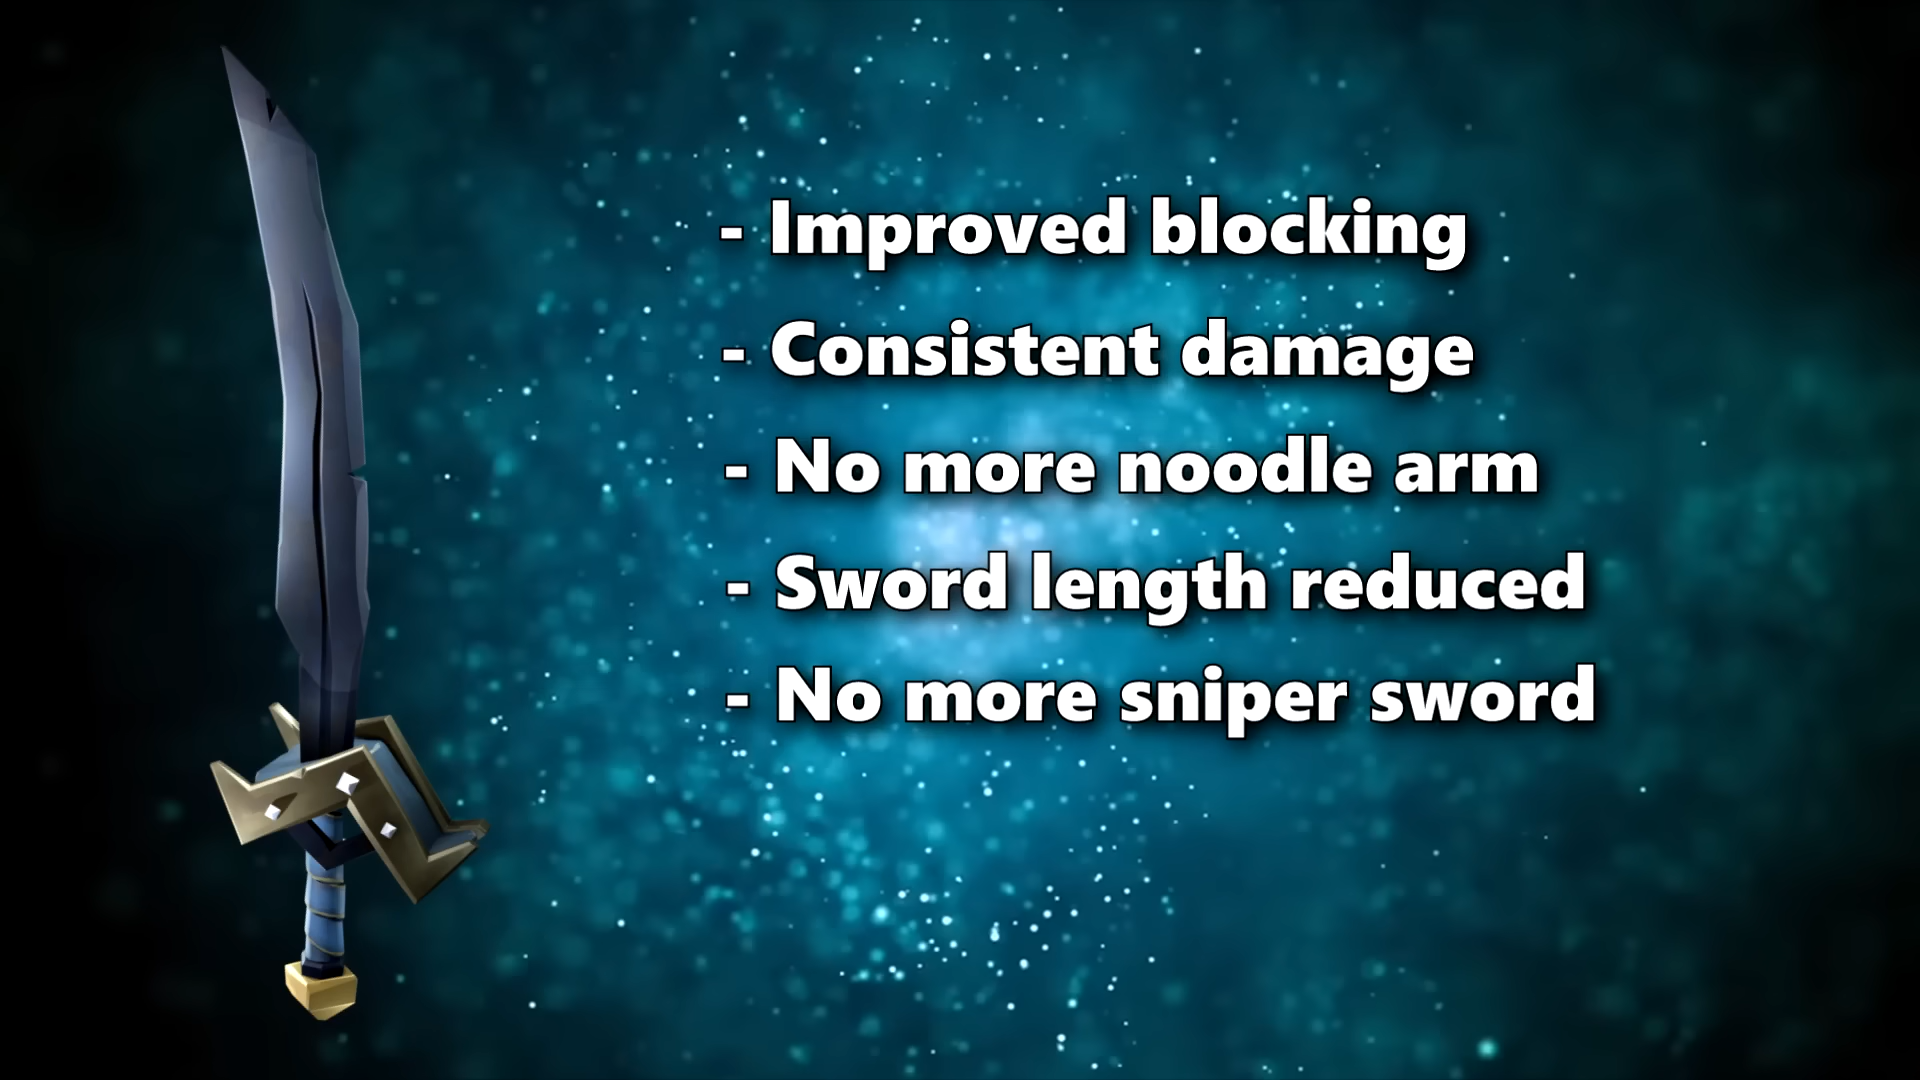 - Improved blocking
- Consistent damage
- No more noodle arm
- Sword length reduced
- No more sniper sword